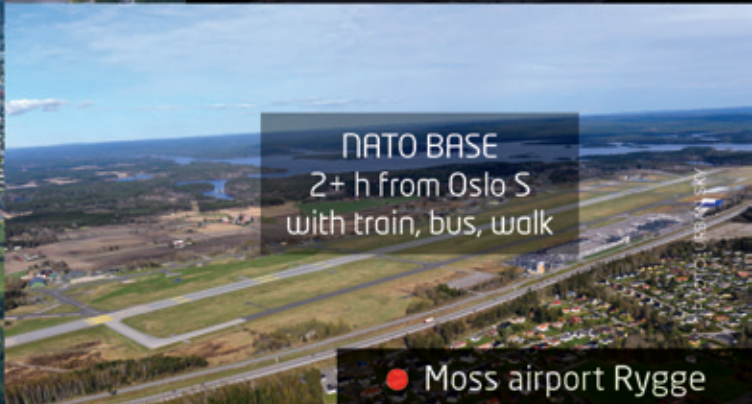 NATO BASE
2+ h from Oslo S
with train, bus, walk
Moss airport Rygge